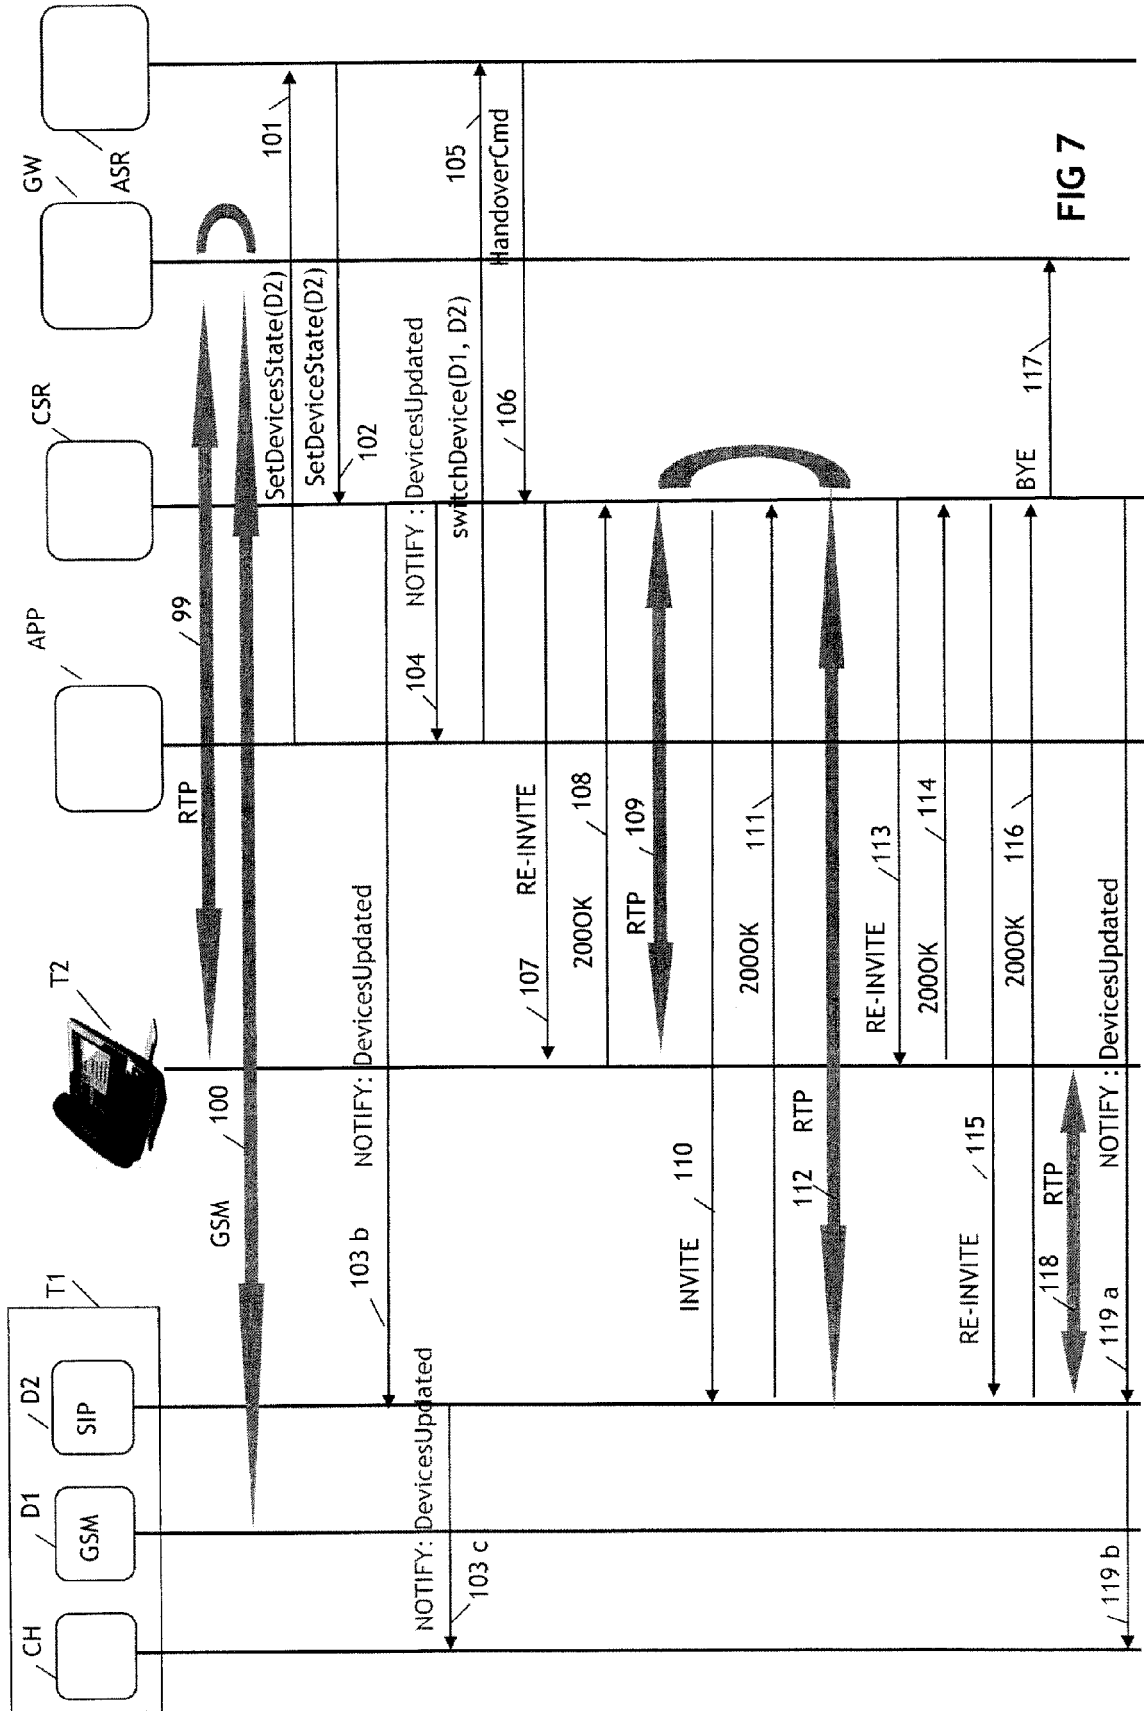 T1
CH
D1
GSM
D2
SIP
T2
APP
CSR
GW
ASR
RTP
99
GSM
100
SetDevicesState(D2)
101
SetDeviceState(D2)
102
103 b
NOTIFY: DevicesUpdated
NOTIFY: DevicesUpdated
103 c
104
NOTIFY : DevicesUpdated
switchDevice(D1, D2)
105
HandoverCmd
106
107
RE-INVITE
200OK
108
RTP
109
INVITE
110
200OK
111
112
RTP
RE-INVITE
113
200OK
114
RE-INVITE
115
200OK
116
BYE
117
118
RTP
119 a
NOTIFY : DevicesUpdated
119 b
FIG 7